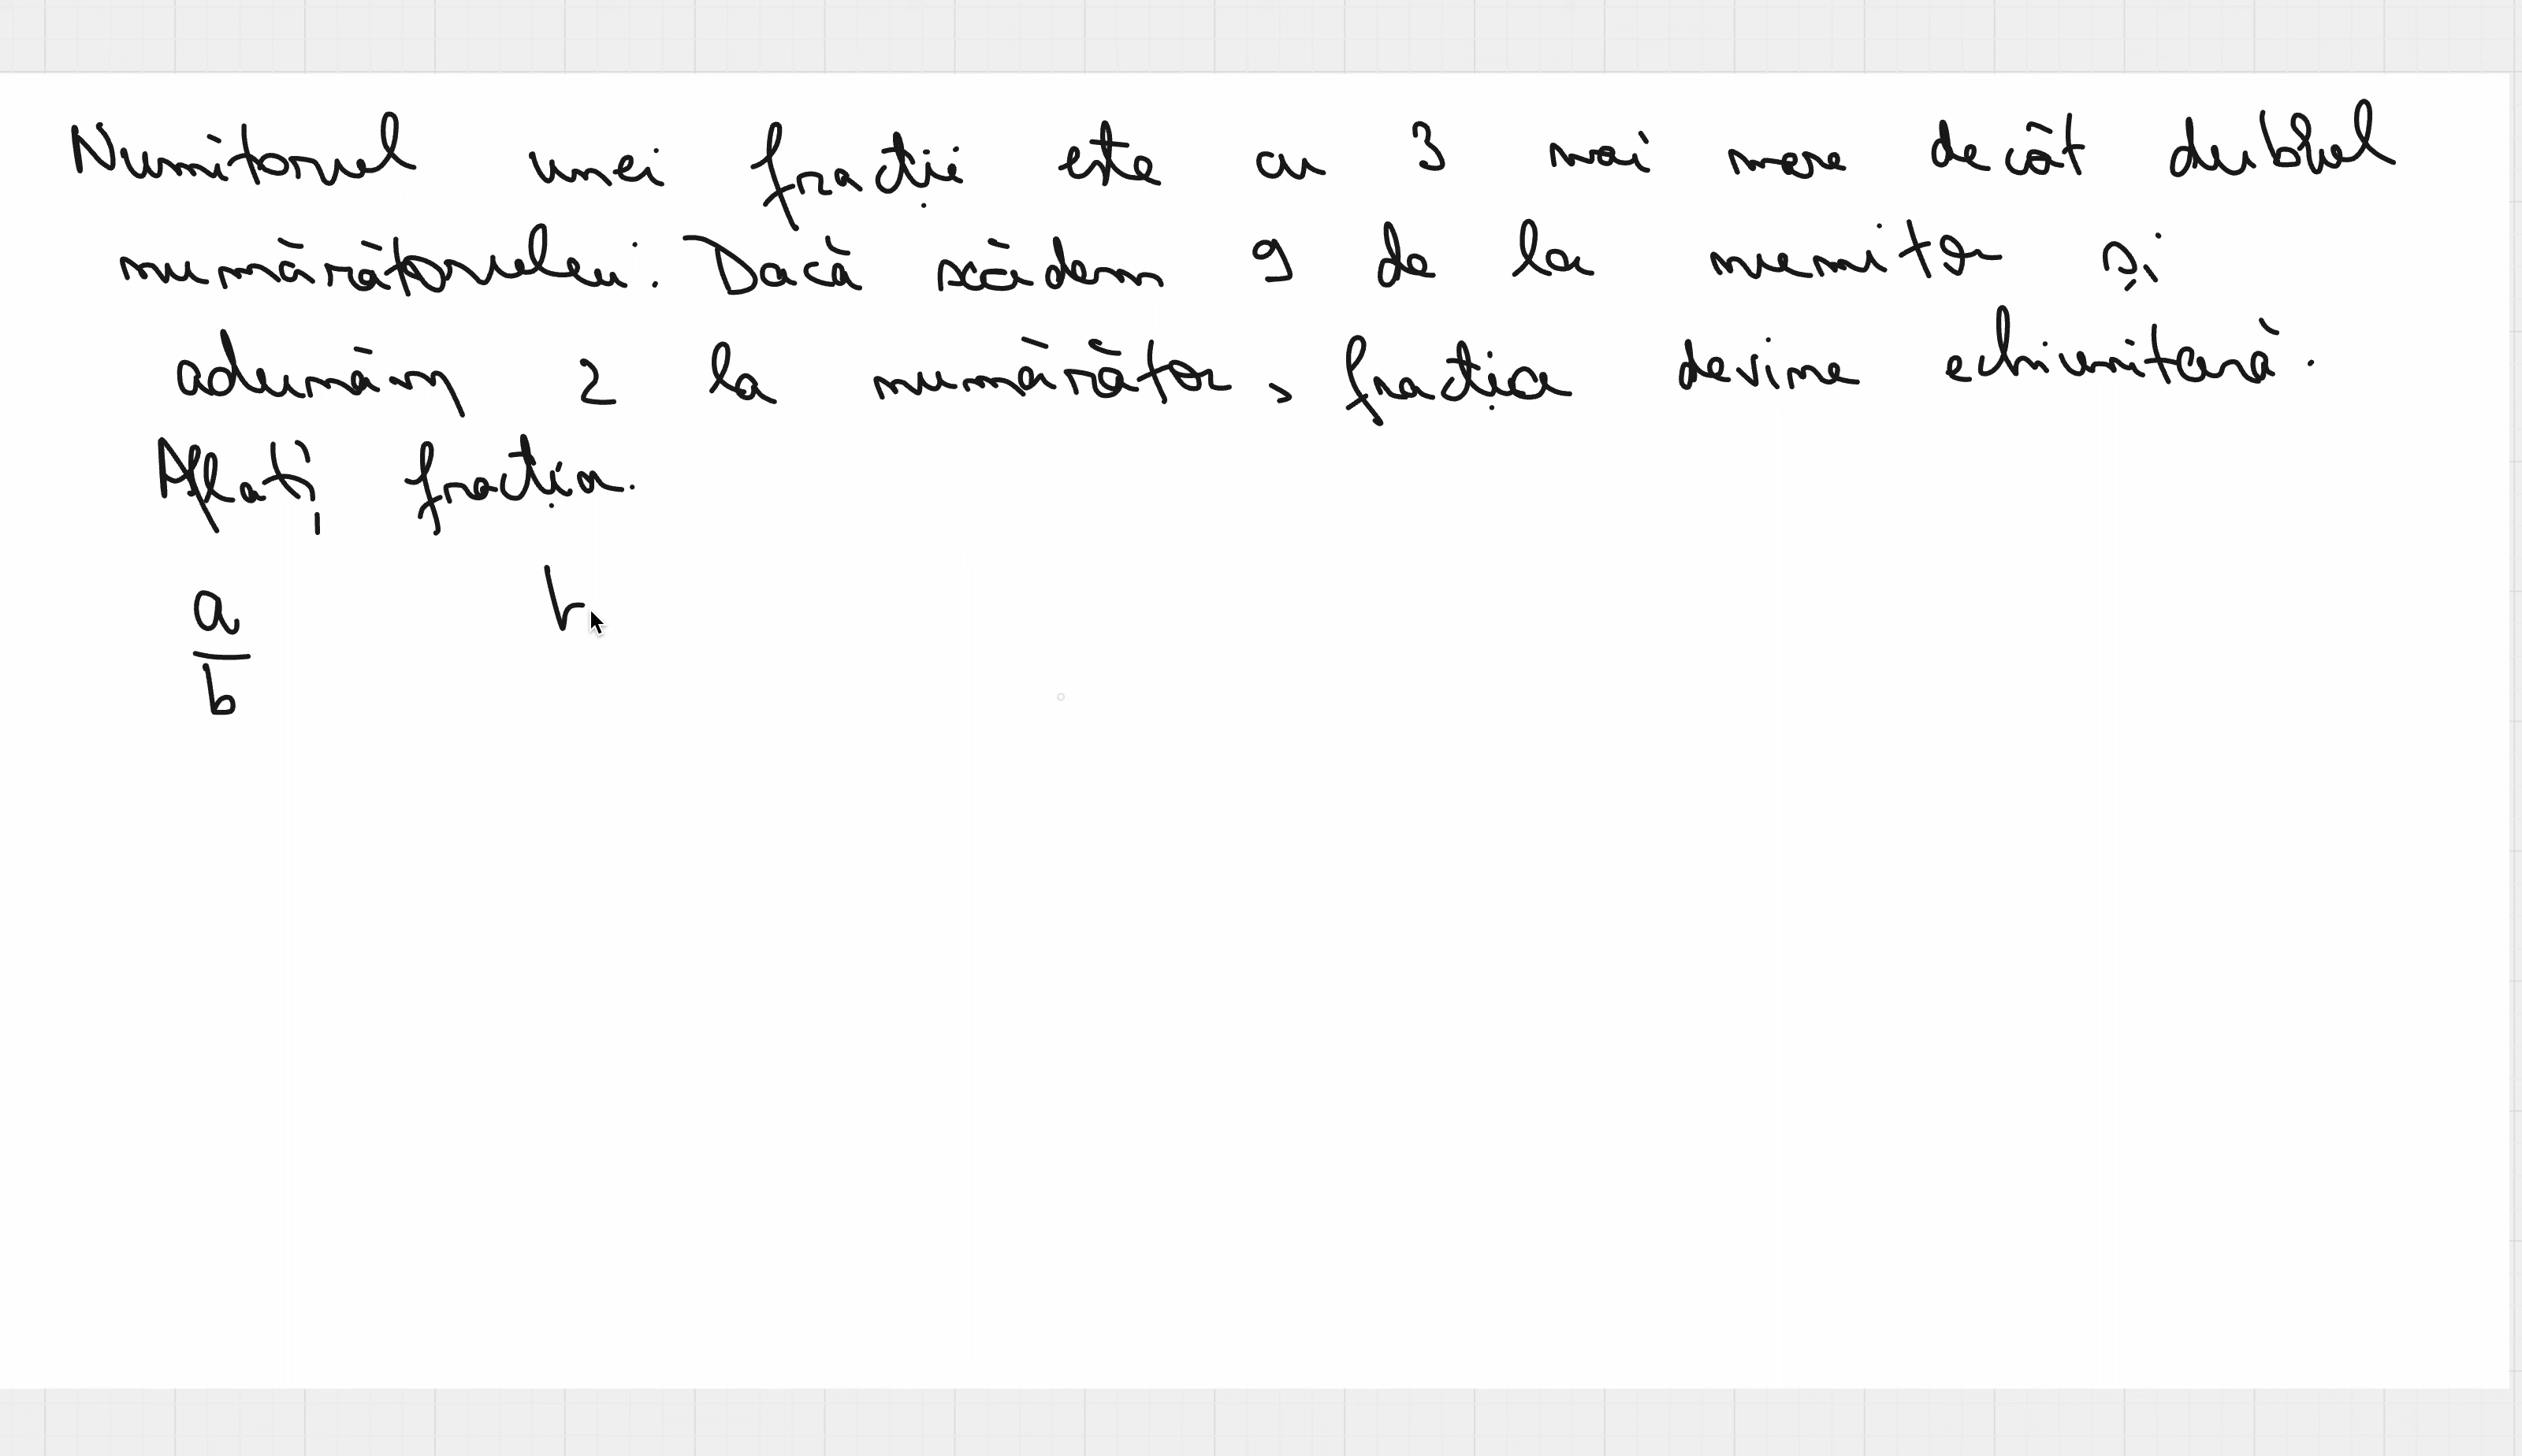 Numitorul unei fracție este cu 3 mai mare decât dublul
numărătorului. Dacă scădem 9 de la numitor și
adunăm 2 la numărător, fracția devine echiunitară.
Aflați fracția.
a b
b